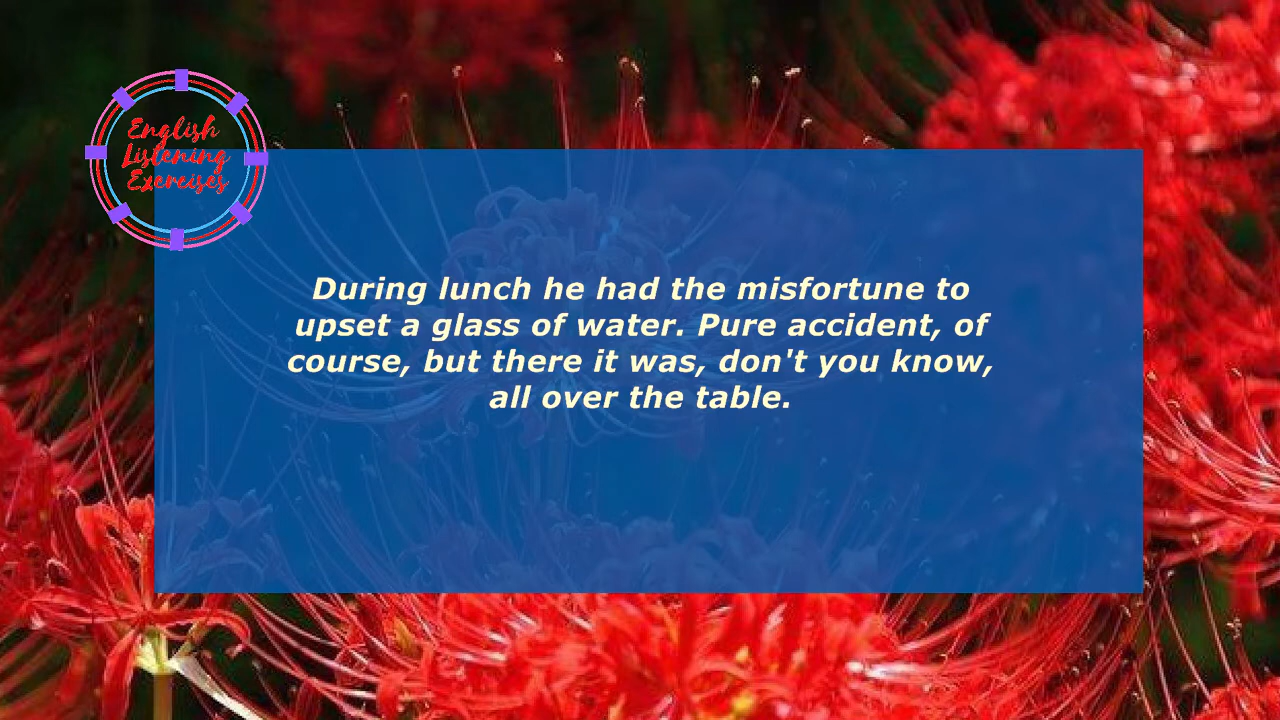 English
Listening
Exercises
During lunch he had the misfortune to
upset a glass of water. Pure accident, of
course, but there it was, don't you know,
all over the table.